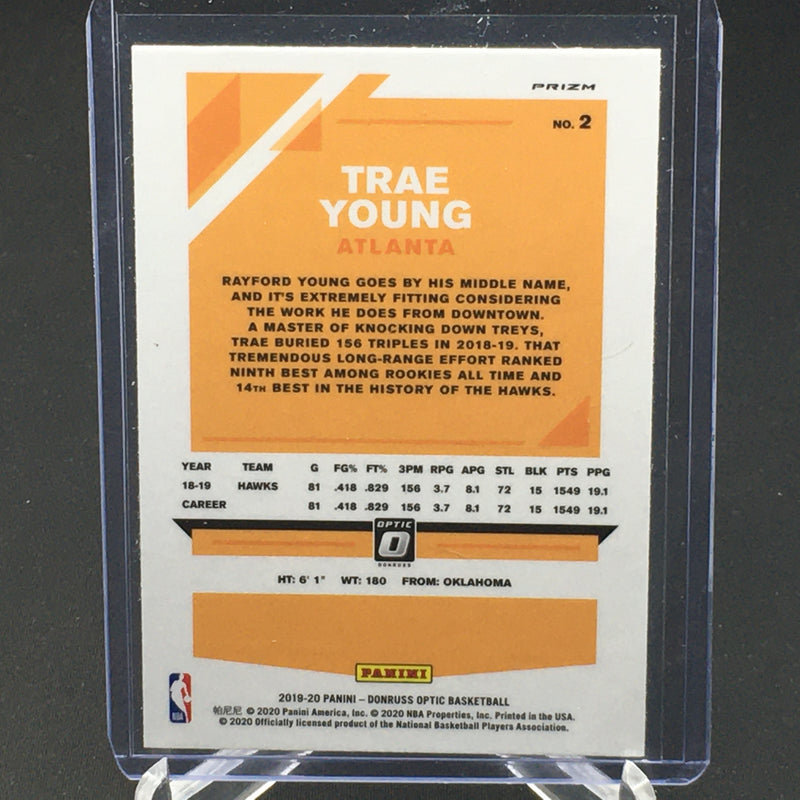 PRIZM
NO. 2
TRAE
YOUNG
ATLANTA
RAYFORD YOUNG GOES BY HIS MIDDLE NAME,
AND IT'S EXTREMELY FITTING CONSIDERING
THE WORK HE DOES FROM DOWNTOWN.
A MASTER OF KNOCKING DOWN TREYS,
TRAE BURIED 156 TRIPLES IN 2018-19. THAT
TREMENDOUS LONG-RANGE EFFORT RANKED
NINTH BEST AMONG ROOKIES ALL TIME AND
14TH BEST IN THE HISTORY OF THE HAWKS.
YEAR TEAM G FG% FT% 3PM RPG APG STL BLK PTS PPG
18-19 HAWKS 81 .418 .829 156 3.7 8.1 72 15 1549 19.1
CAREER 81 .418 .829 156 3.7 8.1 72 15 1549 19.1
OPTIC
DONRUSS
HT: 6' 1" WT: 180 FROM: OKLAHOMA
PANINI
2019-20 PANINI – DONRUSS OPTIC BASKETBALL
帕尼尼 © 2020 Panini America, Inc. © 2020 NBA Properties, Inc. Printed in the USA.
© 2020 Officially licensed product of the National Basketball Players Association.
NBA